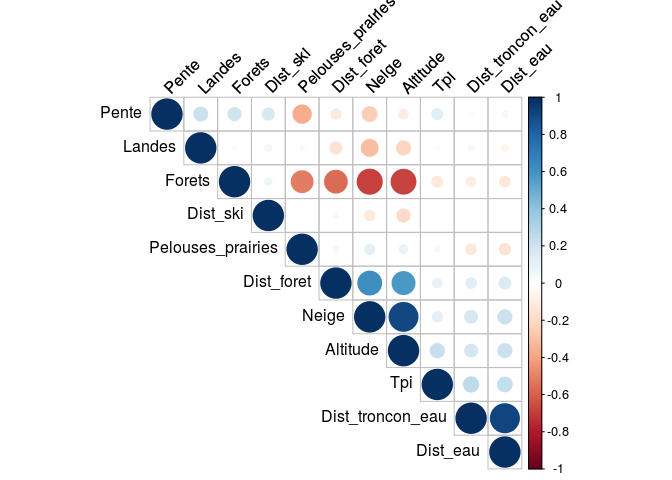 Pente
Landes
Forets
Dist_ski
Pelouses_prairies
Dist_foret
Neige
Altitude
Tpi
Dist_troncon_eau
Dist_eau
Pente
Landes
Forets
Dist_ski
Pelouses_prairies
Dist_foret
Neige
Altitude
Tpi
Dist_troncon_eau
Dist_eau
1
0.8
0.6
0.4
0.2
0
-0.2
-0.4
-0.6
-0.8
-1